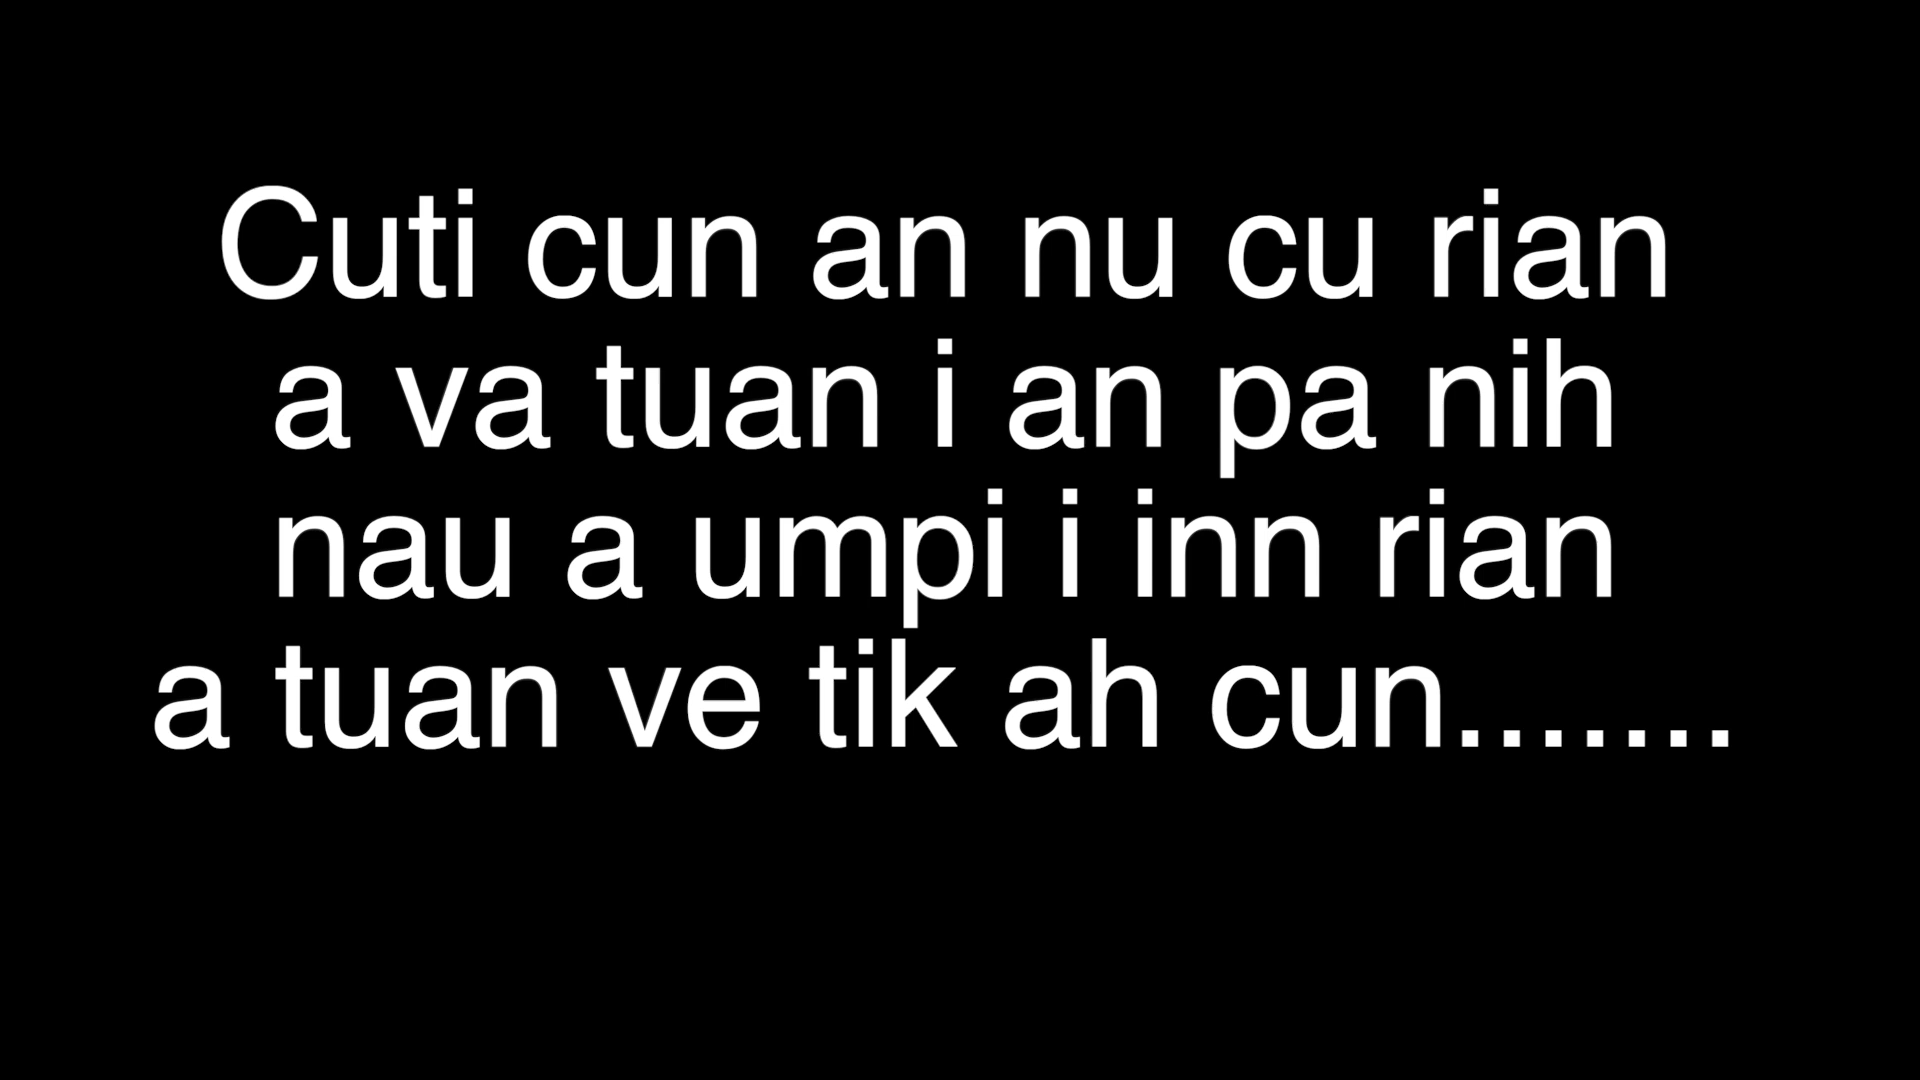 Cuti cun an nu cu rian
a va tuan i an pa nih
nau a umpi i inn rian
a tuan ve tik ah cun.......